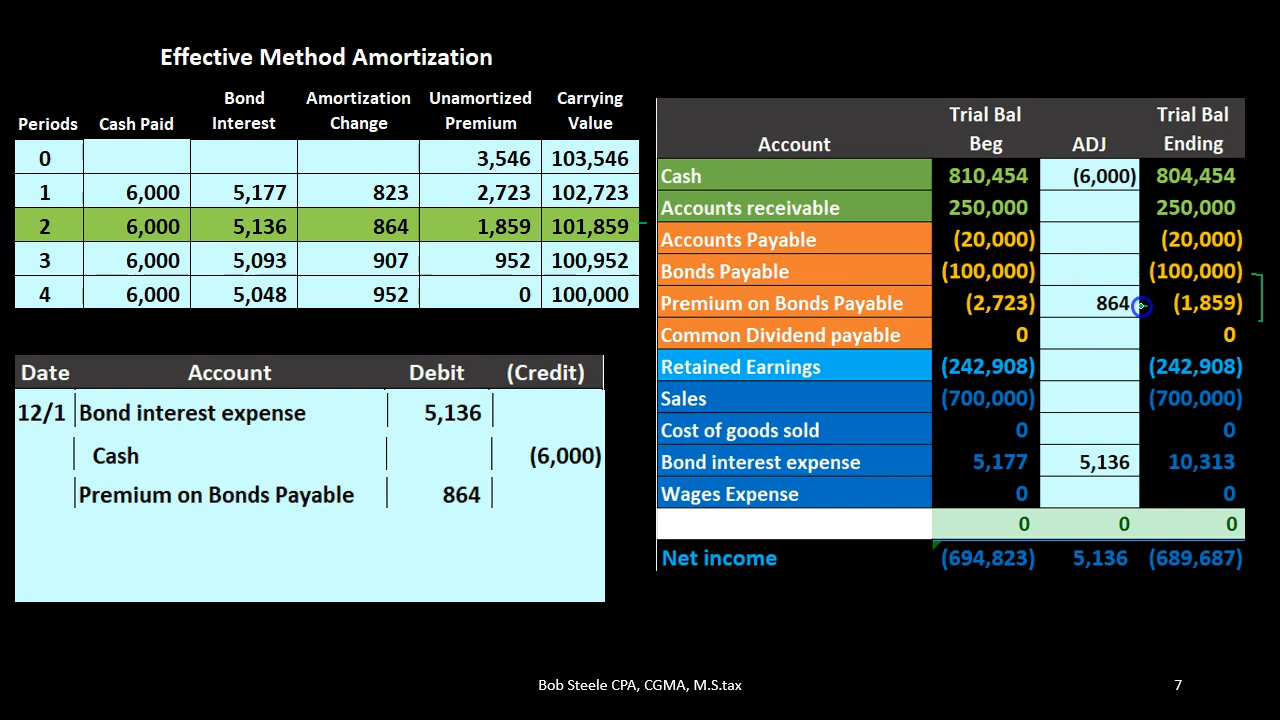 Effective Method Amortization
Periods Cash Paid Bond Interest Amortization Change Unamortized Premium Carrying Value
0 3,546 103,546
1 6,000 5,177 823 2,723 102,723
2 6,000 5,136 864 1,859 101,859
3 6,000 5,093 907 952 100,952
4 6,000 5,048 952 0 100,000
Date Account Debit (Credit)
12/1 Bond interest expense 5,136
Cash (6,000)
Premium on Bonds Payable 864
Account Trial Bal Beg ADJ Trial Bal Ending
Cash 810,454 (6,000) 804,454
Accounts receivable 250,000 250,000
Accounts Payable (20,000) (20,000)
Bonds Payable (100,000) (100,000)
Premium on Bonds Payable (2,723) 864 (1,859)
Common Dividend payable 0 0
Retained Earnings (242,908) (242,908)
Sales (700,000) (700,000)
Cost of goods sold 0 0
Bond interest expense 5,177 5,136 10,313
Wages Expense 0 0
0 0 0
Net income (694,823) 5,136 (689,687)
Bob Steele CPA, CGMA, M.S.tax
7